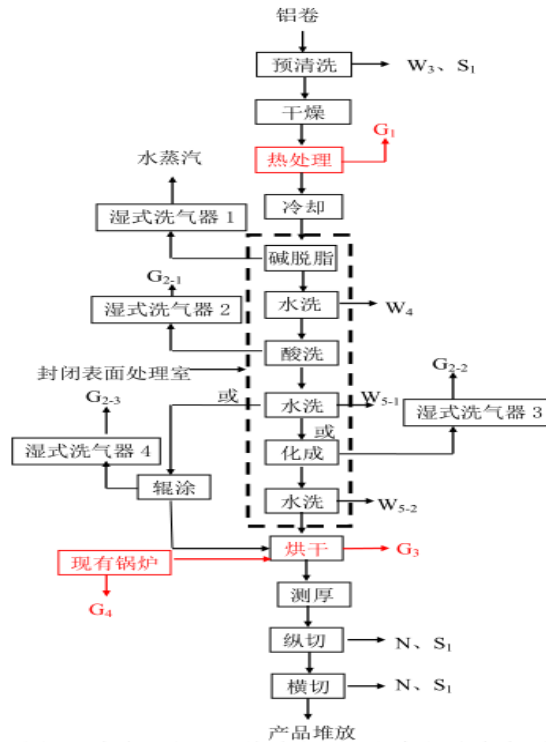 铝卷
预清洗
W₃、S₁
干燥
G₁
热处理
水蒸汽
冷却
湿式洗气器 1
碱脱脂
G₂₋₁
水洗
W₄
湿式洗气器 2
酸洗
封闭表面处理室
G₂₋₂
G₂₋₃
或
水洗
W₅₋₁
湿式洗气器 3
或
湿式洗气器 4
化成
辊涂
水洗
W₅₋₂
烘干
G₃
现有锅炉
G₄
测厚
纵切
N、S₁
横切
N、S₁
产品堆放